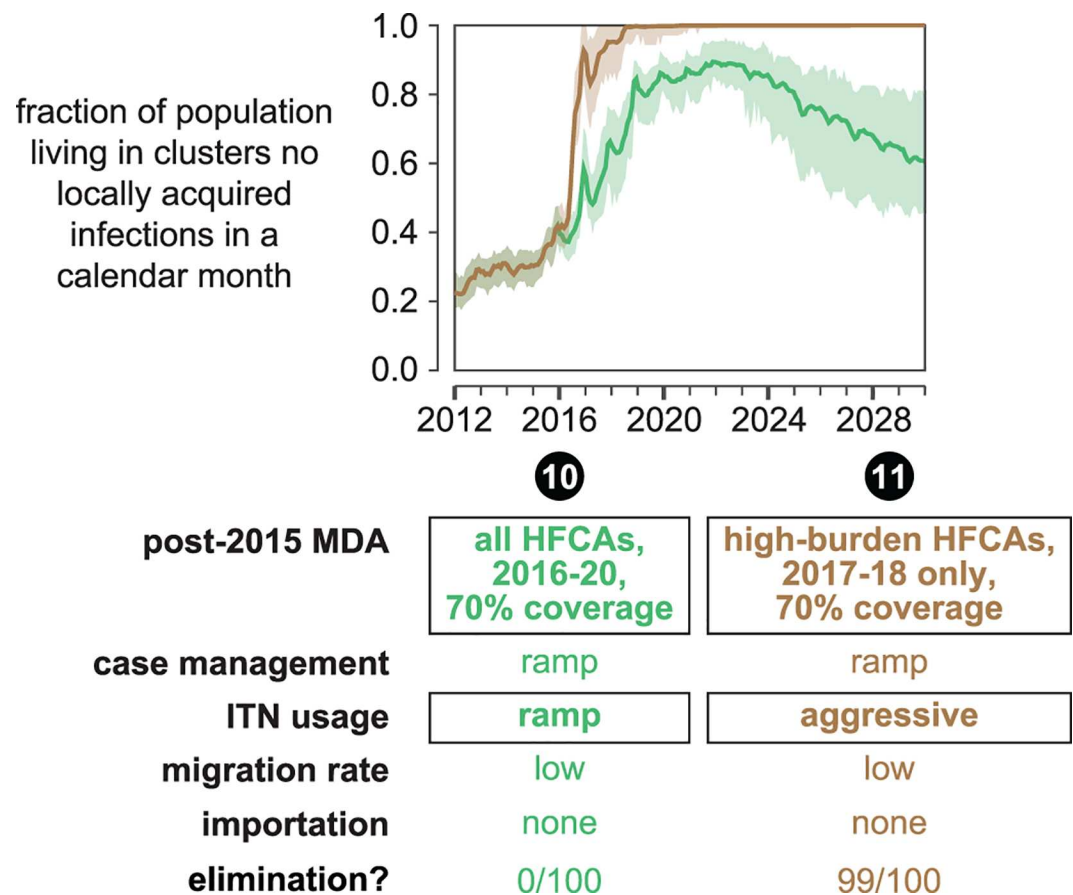 fraction of population
living in clusters no
locally acquired
infections in a
calendar month
1.0
0.8
0.6
0.4
0.2
0.0
2012 2016 2020 2024 2028
10 11
post-2015 MDA
all HFCAs,
2016-20,
70% coverage
high-burden HFCAs,
2017-18 only,
70% coverage
case management ramp ramp
ITN usage ramp aggressive
migration rate low low
importation none none
elimination? 0/100 99/100